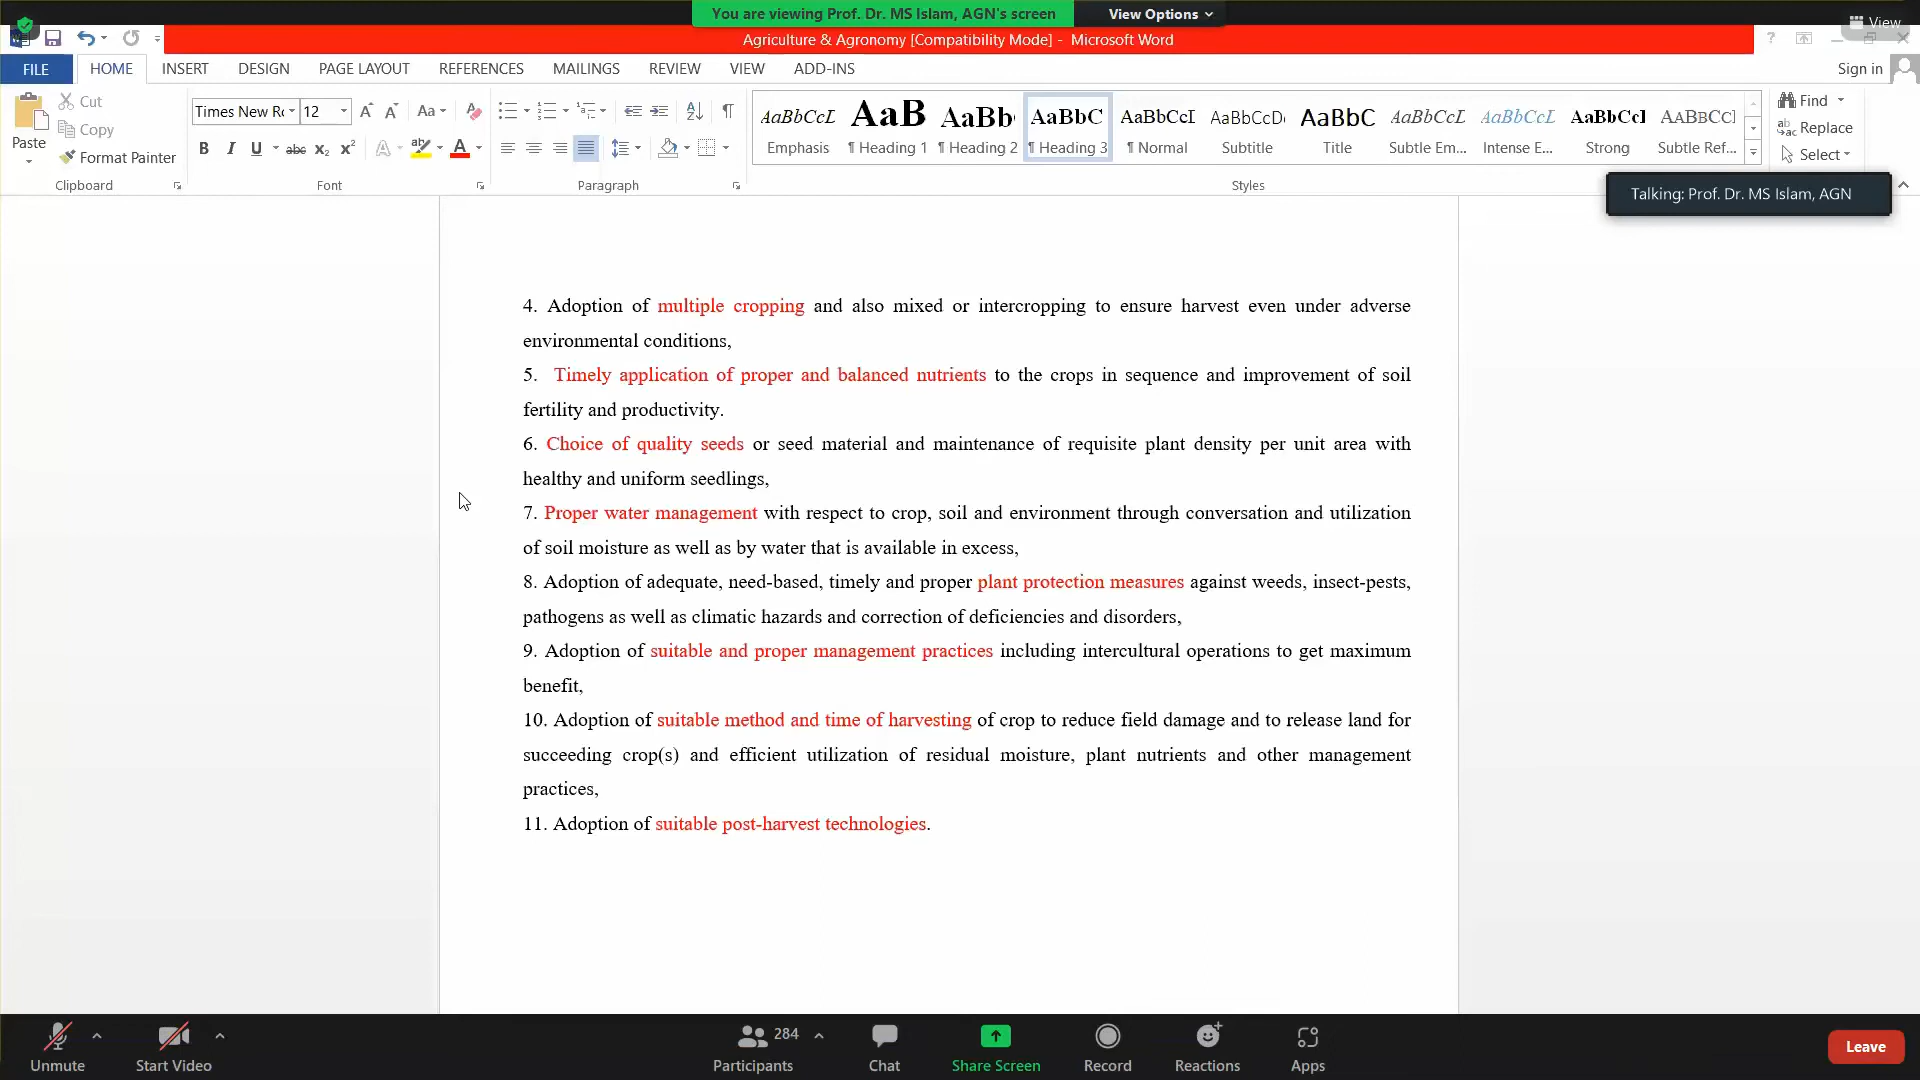 You are viewing Prof. Dr. MS Islam, AGN's screen
View Options
View
Agriculture & Agronomy [Compatibility Mode] - Microsoft Word
FILE HOME INSERT DESIGN PAGE LAYOUT REFERENCES MAILINGS REVIEW VIEW ADD-INS Sign in
Paste
Cut
Copy
Format Painter
Clipboard
Times New Ro 12
Font
Paragraph
AaBbCcL AaB AaBb AaBbC AaBbCcI AaBbCcD AaBbC AaBbCcL AaBbCcL AaBbCcI AABBCCI
Emphasis ¶ Heading 1 ¶ Heading 2 ¶ Heading 3 ¶ Normal Subtitle Title Subtle Em... Intense E... Strong Subtle Ref...
Styles
Find
Replace
Select
Talking: Prof. Dr. MS Islam, AGN
4. Adoption of multiple cropping and also mixed or intercropping to ensure harvest even under adverse
environmental conditions,
5. Timely application of proper and balanced nutrients to the crops in sequence and improvement of soil
fertility and productivity.
6. Choice of quality seeds or seed material and maintenance of requisite plant density per unit area with
healthy and uniform seedlings,
7. Proper water management with respect to crop, soil and environment through conversation and utilization
of soil moisture as well as by water that is available in excess,
8. Adoption of adequate, need-based, timely and proper plant protection measures against weeds, insect-pests,
pathogens as well as climatic hazards and correction of deficiencies and disorders,
9. Adoption of suitable and proper management practices including intercultural operations to get maximum
benefit,
10. Adoption of suitable method and time of harvesting of crop to reduce field damage and to release land for
succeeding crop(s) and efficient utilization of residual moisture, plant nutrients and other management
practices,
11. Adoption of suitable post-harvest technologies.
Unmute
Start Video
284
Participants
Chat
Share Screen
Record
Reactions
Apps
Leave